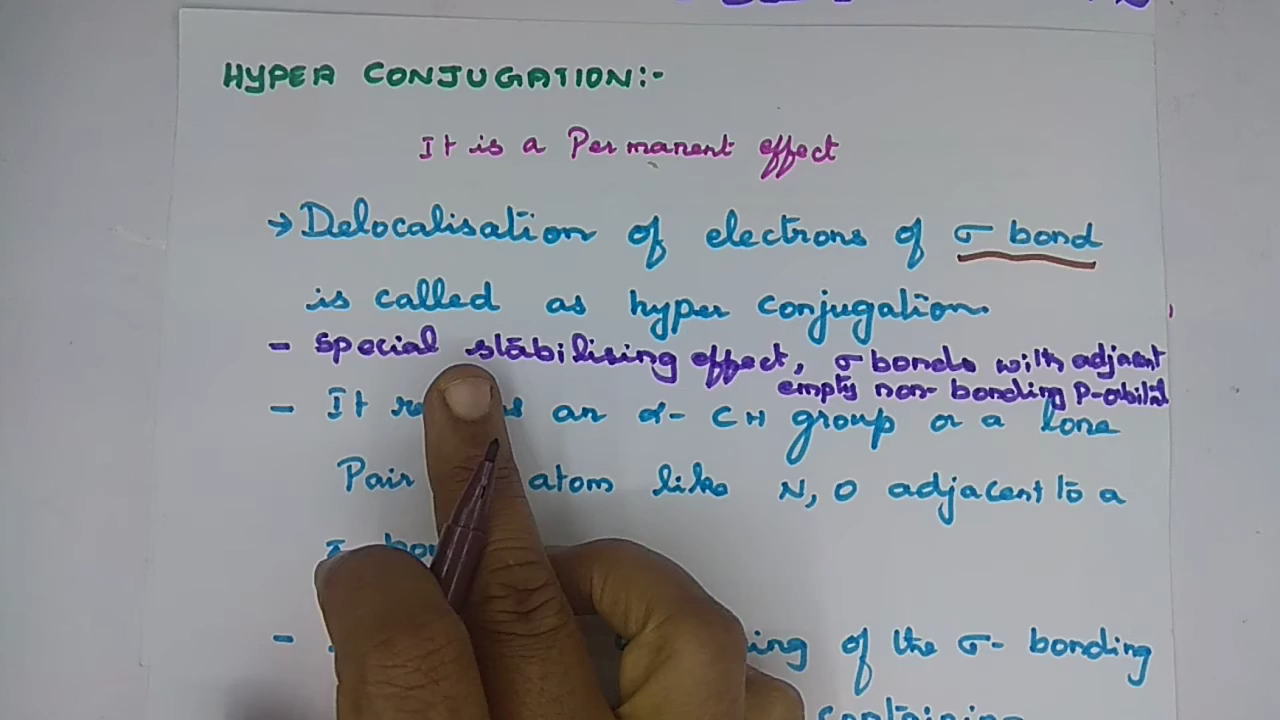 HYPER CONJUGATION:-
It is a Permanent effect
→ Delocalisation of electrons of σ bond
is called as hyper conjugation.
- Special stabilising effect, σ bonds with adjacent
empty non-bonding P-orbital
- It an α- CH group or a lone
Pair atom like N, O adjacent to a
π
- of the σ- bonding
containing